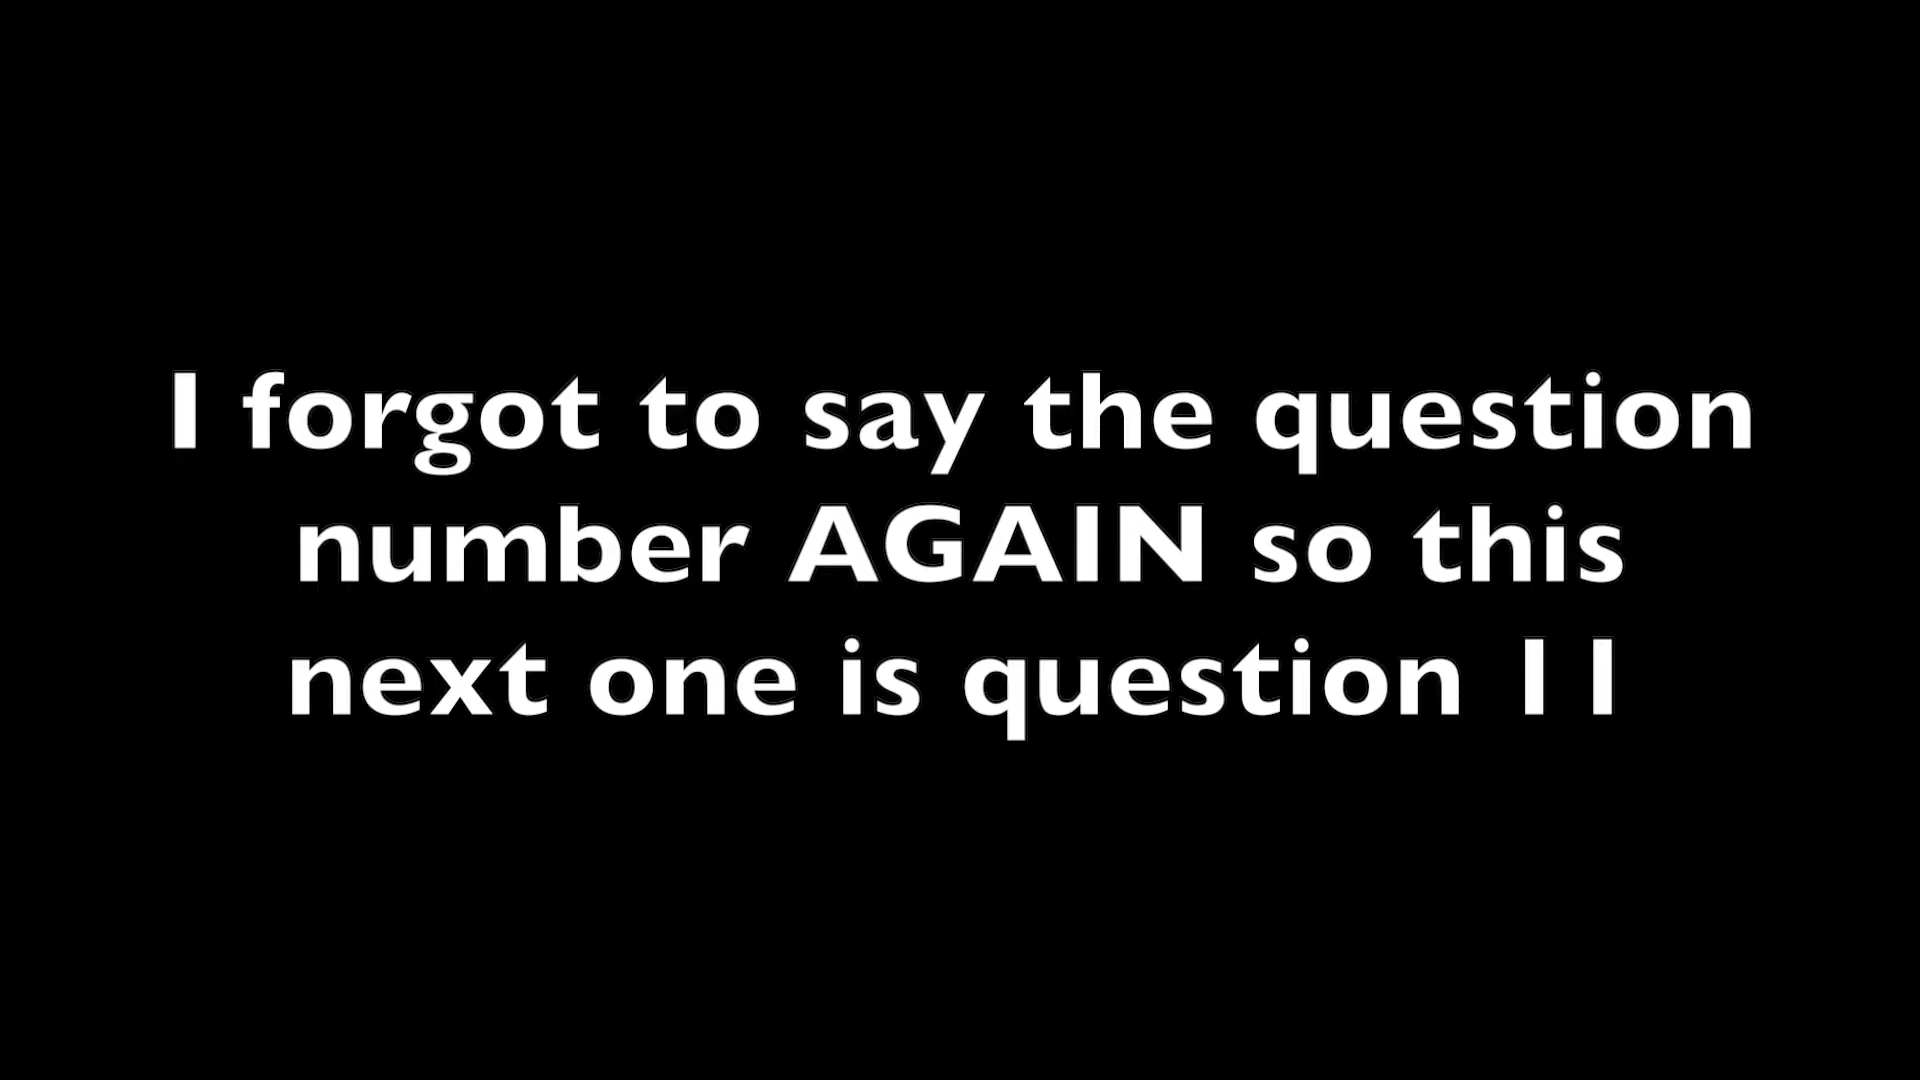 I forgot to say the question
number AGAIN so this
next one is question 11